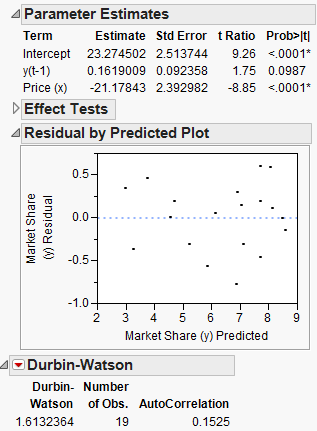 Parameter Estimates
Term Estimate Std Error t Ratio Prob>|t|
Intercept 23.274502 2.513744 9.26 <.0001*
y(t-1) 0.1619009 0.092358 1.75 0.0987
Price (x) -21.17843 2.392982 -8.85 <.0001*
Effect Tests
Residual by Predicted Plot
Market Share
(y) Residual
0.5
0.0
-0.5
-1.0
2 3 4 5 6 7 8 9
Market Share (y) Predicted
Durbin-Watson
Durbin- Number
Watson of Obs. AutoCorrelation
1.6132364 19 0.1525